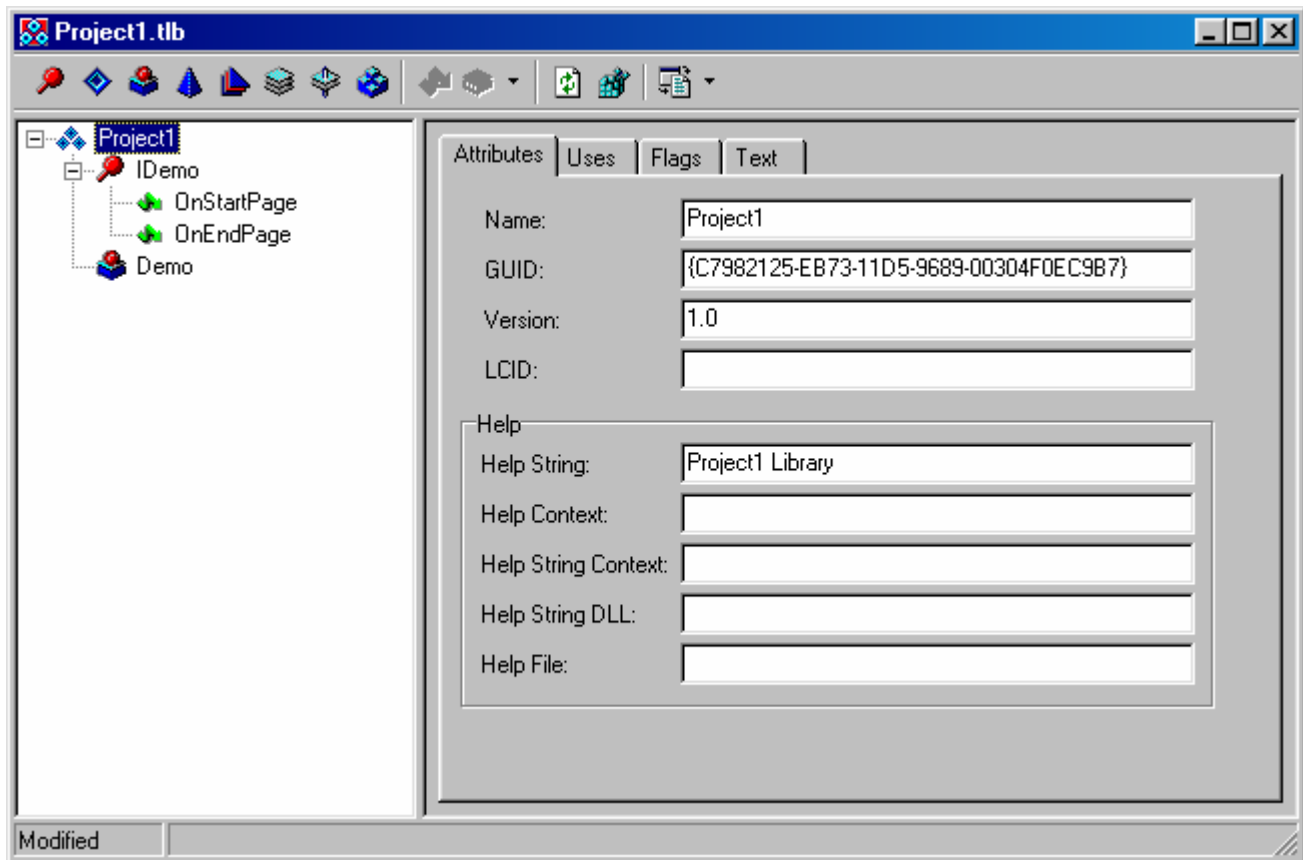 Project1.tlb
Project1
IDemo
OnStartPage
OnEndPage
Demo
Attributes Uses Flags Text
Name: Project1
GUID: {C7982125-EB73-11D5-9689-00304F0EC9B7}
Version: 1.0
LCID:
Help
Help String: Project1 Library
Help Context:
Help String Context:
Help String DLL:
Help File:
Modified